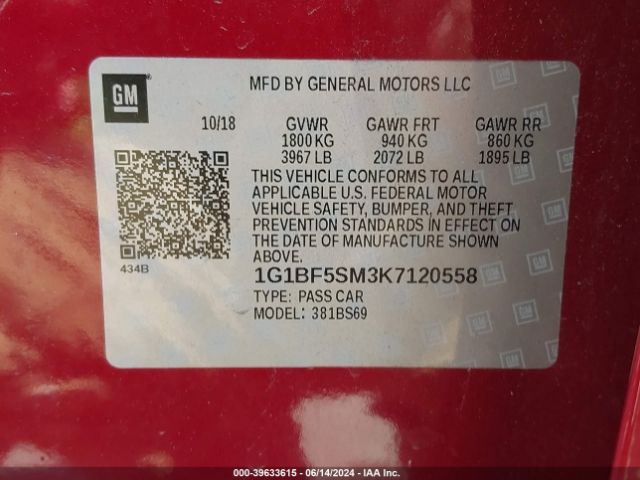 GM
MFD BY GENERAL MOTORS LLC
10/18 GVWR GAWR FRT GAWR RR
1800 KG 940 KG 860 KG
3967 LB 2072 LB 1895 LB
THIS VEHICLE CONFORMS TO ALL
APPLICABLE U.S. FEDERAL MOTOR
VEHICLE SAFETY, BUMPER, AND THEFT
PREVENTION STANDARDS IN EFFECT ON
THE DATE OF MANUFACTURE SHOWN
ABOVE.
434B
1G1BF5SM3K7120558
TYPE: PASS CAR
MODEL: 381BS69
000-39633615 - 06/14/2024 - IAA Inc.